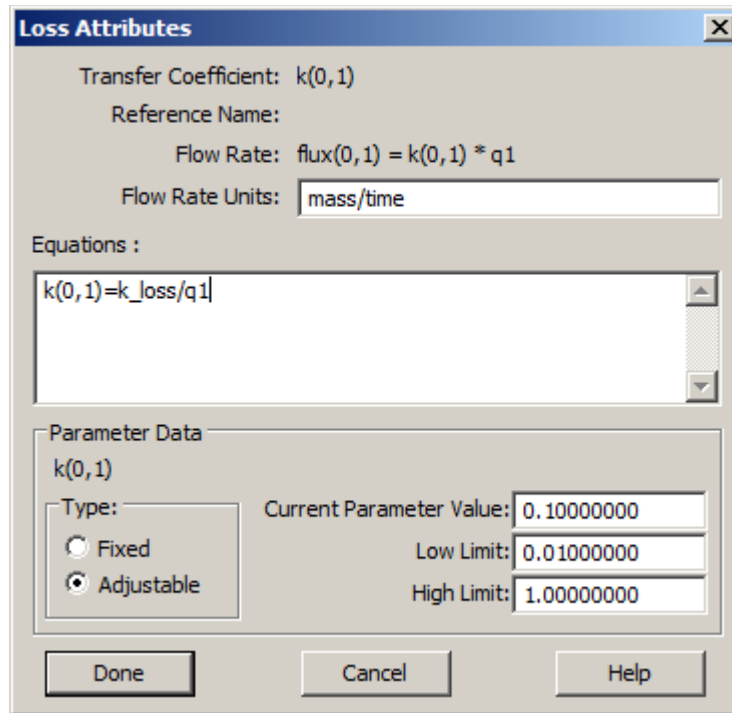 Loss Attributes
Transfer Coefficient: k(0,1)
Reference Name:
Flow Rate: flux(0,1) = k(0,1) * q1
Flow Rate Units: mass/time
Equations :
k(0,1)=k_loss/q1
Parameter Data
k(0,1)
Type:
Fixed
Adjustable
Current Parameter Value: 0.10000000
Low Limit: 0.01000000
High Limit: 1.00000000
Done Cancel Help